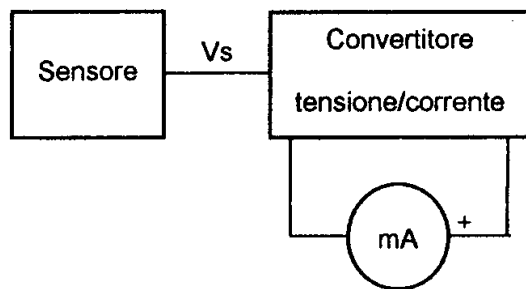 Sensore
Vs
Convertitore
tensione/corrente
mA
+